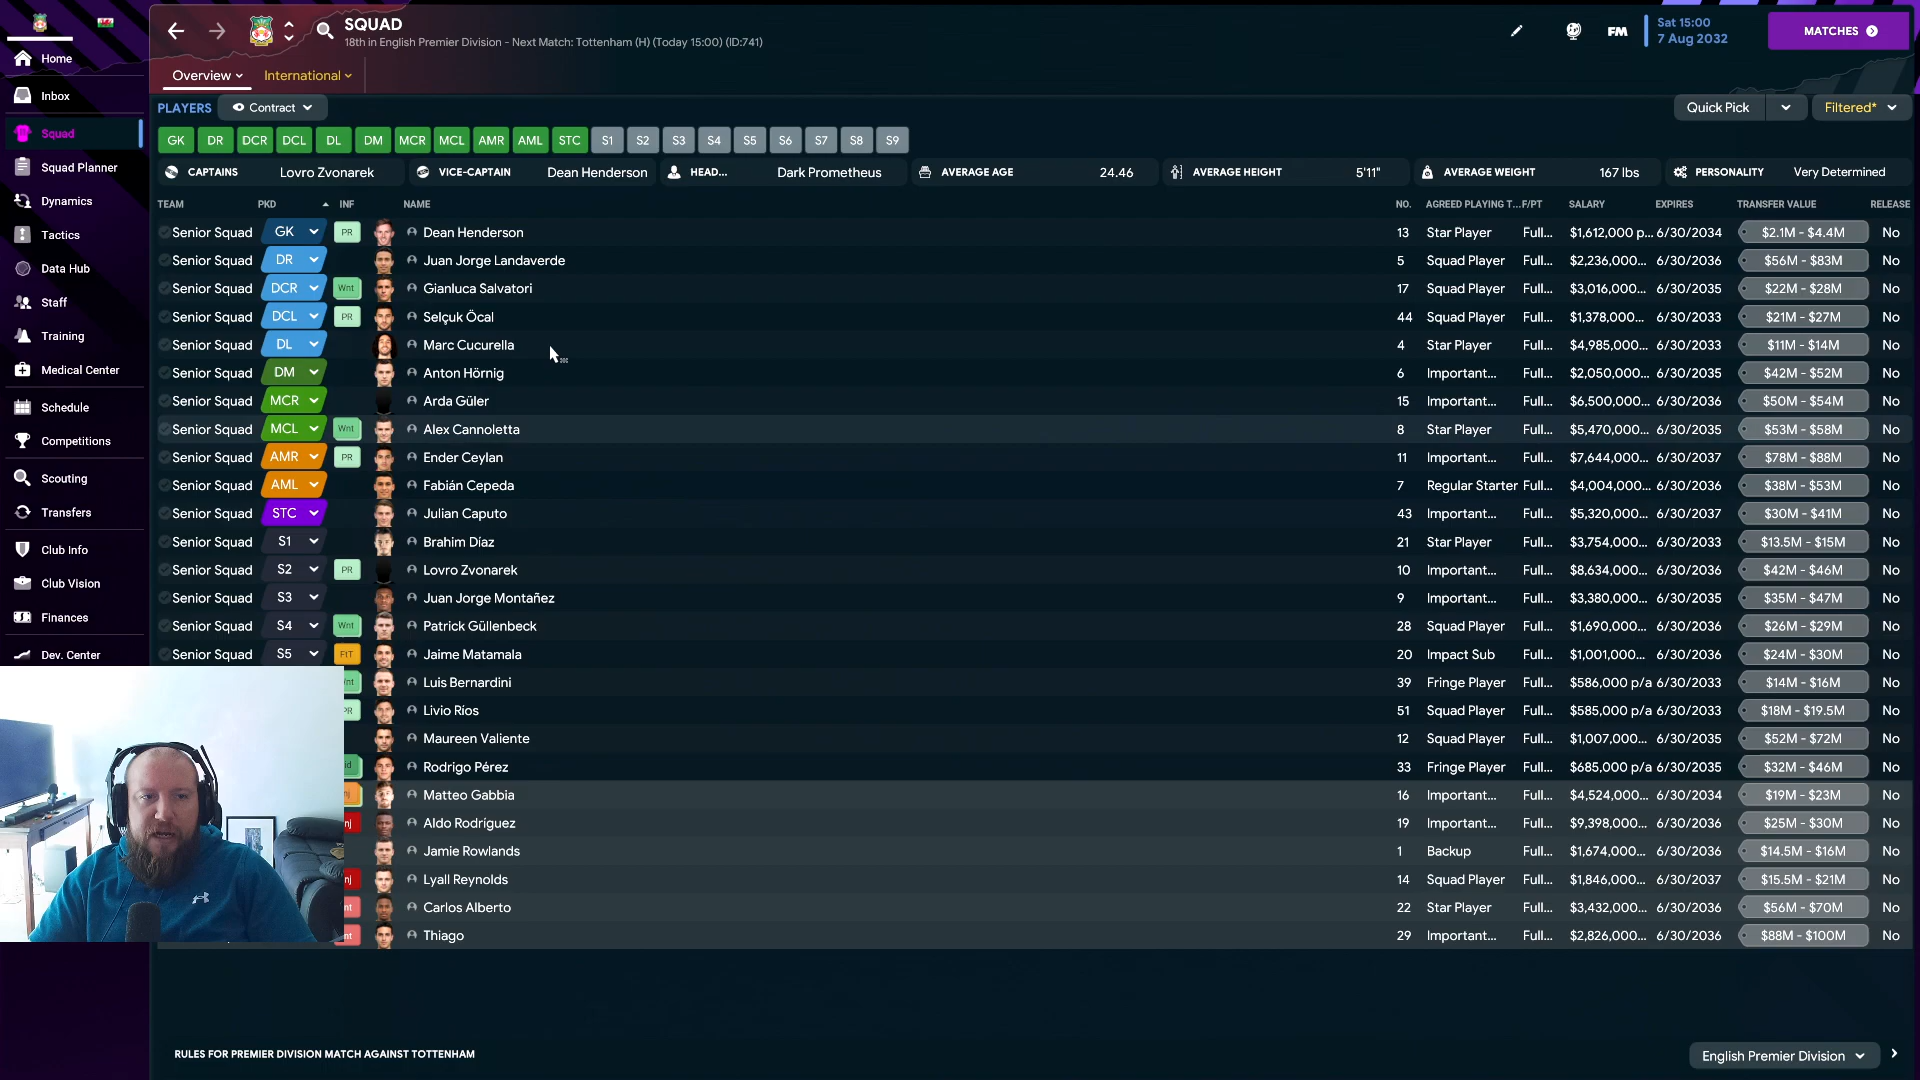 SQUAD
18th in English Premier Division - Next Match: Tottenham (H) (Today 15:00) (ID:741)
FM
Sat 15:00
7 Aug 2032
MATCHES
Home
Inbox
Squad
Squad Planner
Dynamics
Tactics
Data Hub
Staff
Training
Medical Center
Schedule
Competitions
Scouting
Transfers
Club Info
Club Vision
Finances
Dev. Center
Overview International
PLAYERS Contract Quick Pick Filtered*
GK DR DCR DCL DL DM MCR MCL AMR AML STC S1 S2 S3 S4 S5 S6 S7 S8 S9
CAPTAINS Lovro Zvonarek VICE-CAPTAIN Dean Henderson HEAD... Dark Prometheus AVERAGE AGE 24.46 AVERAGE HEIGHT 5'11" AVERAGE WEIGHT 167 lbs PERSONALITY Very Determined
TEAM PKD INF NAME NO. AGREED PLAYING T... F/PT SALARY EXPIRES TRANSFER VALUE RELEASE
Senior Squad GK PR Dean Henderson 13 Star Player Full... $1,612,000 p... 6/30/2034 $2.1M - $4.4M No
Senior Squad DR Juan Jorge Landaverde 5 Squad Player Full... $2,236,000... 6/30/2036 $56M - $83M No
Senior Squad DCR Wnt Gianluca Salvatori 17 Squad Player Full... $3,016,000... 6/30/2035 $22M - $28M No
Senior Squad DCL PR Selçuk Öcal 44 Squad Player Full... $1,378,000... 6/30/2033 $21M - $27M No
Senior Squad DL Marc Cucurella 4 Star Player Full... $4,985,000... 6/30/2033 $11M - $14M No
Senior Squad DM Anton Hörnig 6 Important... Full... $2,050,000... 6/30/2035 $42M - $52M No
Senior Squad MCR Arda Güler 15 Important... Full... $6,500,000... 6/30/2036 $50M - $54M No
Senior Squad MCL Wnt Alex Cannoletta 8 Star Player Full... $5,470,000... 6/30/2035 $53M - $58M No
Senior Squad AMR PR Ender Ceylan 11 Important... Full... $7,644,000... 6/30/2037 $78M - $88M No
Senior Squad AML Fabián Cepeda 7 Regular Starter Full... $4,004,000... 6/30/2036 $38M - $53M No
Senior Squad STC Julian Caputo 43 Important... Full... $5,320,000... 6/30/2037 $30M - $41M No
Senior Squad S1 Brahim Díaz 21 Star Player Full... $3,754,000... 6/30/2033 $13.5M - $15M No
Senior Squad S2 PR Lovro Zvonarek 10 Important... Full... $8,634,000... 6/30/2036 $42M - $46M No
Senior Squad S3 Juan Jorge Montañez 9 Important... Full... $3,380,000... 6/30/2035 $35M - $47M No
Senior Squad S4 Wnt Patrick Güllenbeck 28 Squad Player Full... $1,690,000... 6/30/2036 $26M - $29M No
Senior Squad S5 FtT Jaime Matamala 20 Impact Sub Full... $1,001,000... 6/30/2036 $24M - $30M No
Luis Bernardini 39 Fringe Player Full... $586,000 p/a 6/30/2033 $14M - $16M No
PR Livio Ríos 51 Squad Player Full... $585,000 p/a 6/30/2033 $18M - $19.5M No
Maureen Valiente 12 Squad Player Full... $1,007,000... 6/30/2035 $52M - $72M No
Rodrigo Pérez 33 Fringe Player Full... $685,000 p/a 6/30/2035 $32M - $46M No
Matteo Gabbia 16 Important... Full... $4,524,000... 6/30/2034 $19M - $23M No
Aldo Rodríguez 19 Important... Full... $9,398,000... 6/30/2036 $25M - $30M No
Jamie Rowlands 1 Backup Full... $1,674,000... 6/30/2036 $14.5M - $16M No
Lyall Reynolds 14 Squad Player Full... $1,846,000... 6/30/2037 $15.5M - $21M No
Carlos Alberto 22 Star Player Full... $3,432,000... 6/30/2036 $56M - $70M No
Thiago 29 Important... Full... $2,826,000... 6/30/2036 $88M - $100M No
RULES FOR PREMIER DIVISION MATCH AGAINST TOTTENHAM
English Premier Division